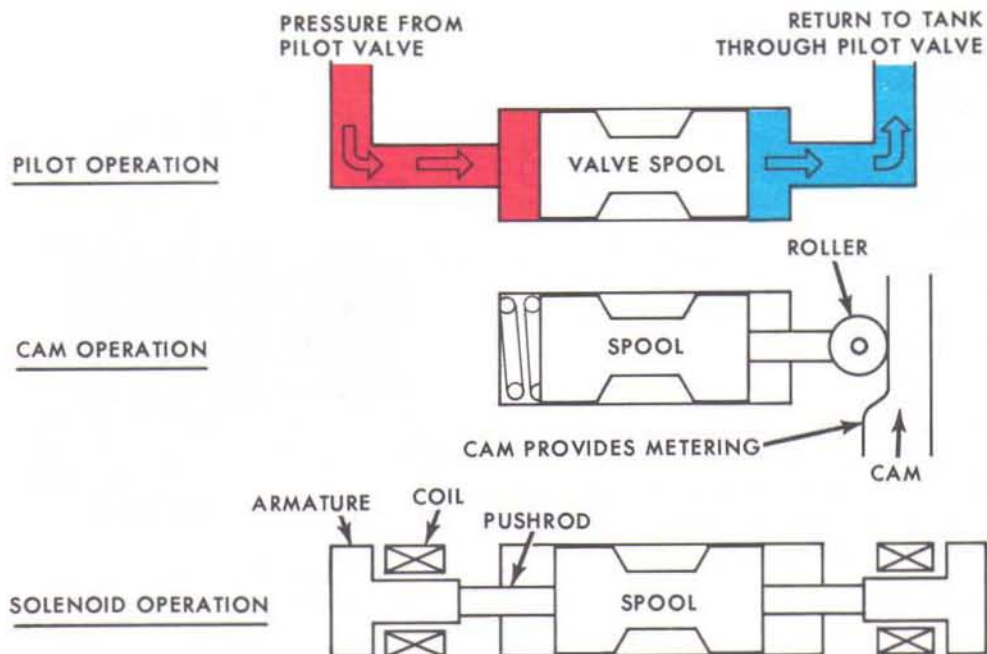 PRESSURE FROM
PILOT VALVE
RETURN TO TANK
THROUGH PILOT VALVE
PILOT OPERATION
VALVE SPOOL
ROLLER
CAM OPERATION
SPOOL
CAM PROVIDES METERING
CAM
ARMATURE
COIL
PUSHROD
SOLENOID OPERATION
SPOOL